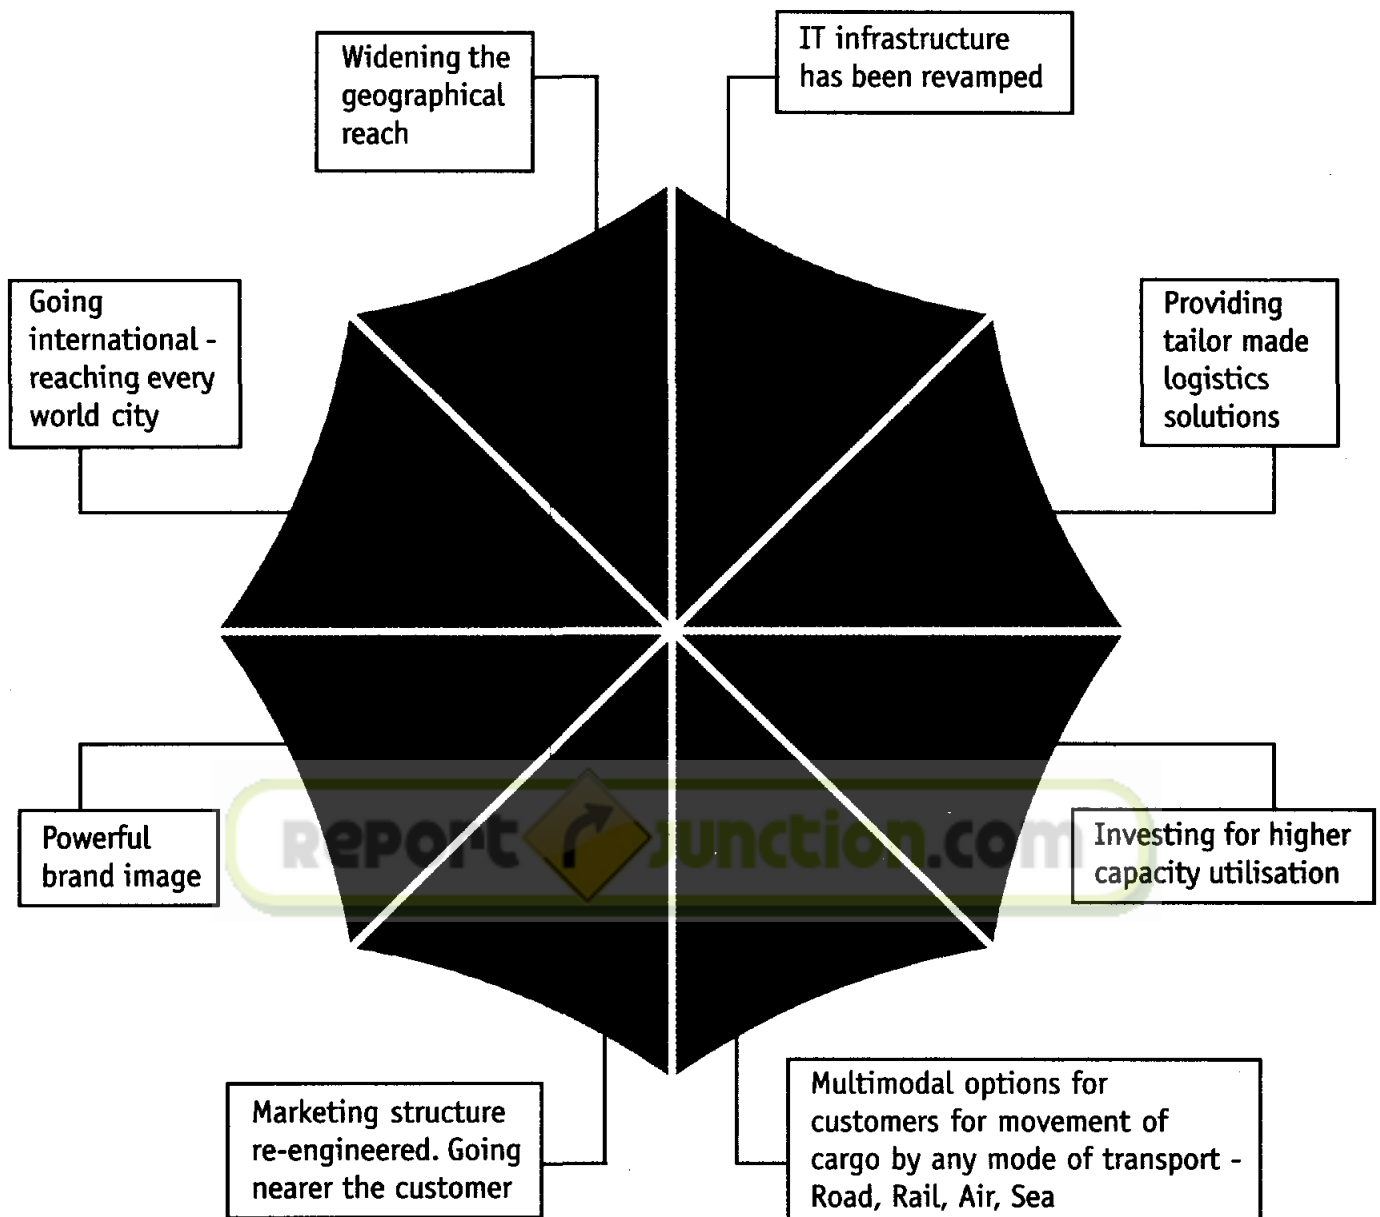 Widening the
geographical
reach
IT infrastructure
has been revamped
Going
international -
reaching every
world city
Providing
tailor made
logistics
solutions
Powerful
brand image
Report Junction.com
Investing for higher
capacity utilisation
Marketing structure
re-engineered. Going
nearer the customer
Multimodal options for
customers for movement of
cargo by any mode of transport -
Road, Rail, Air, Sea